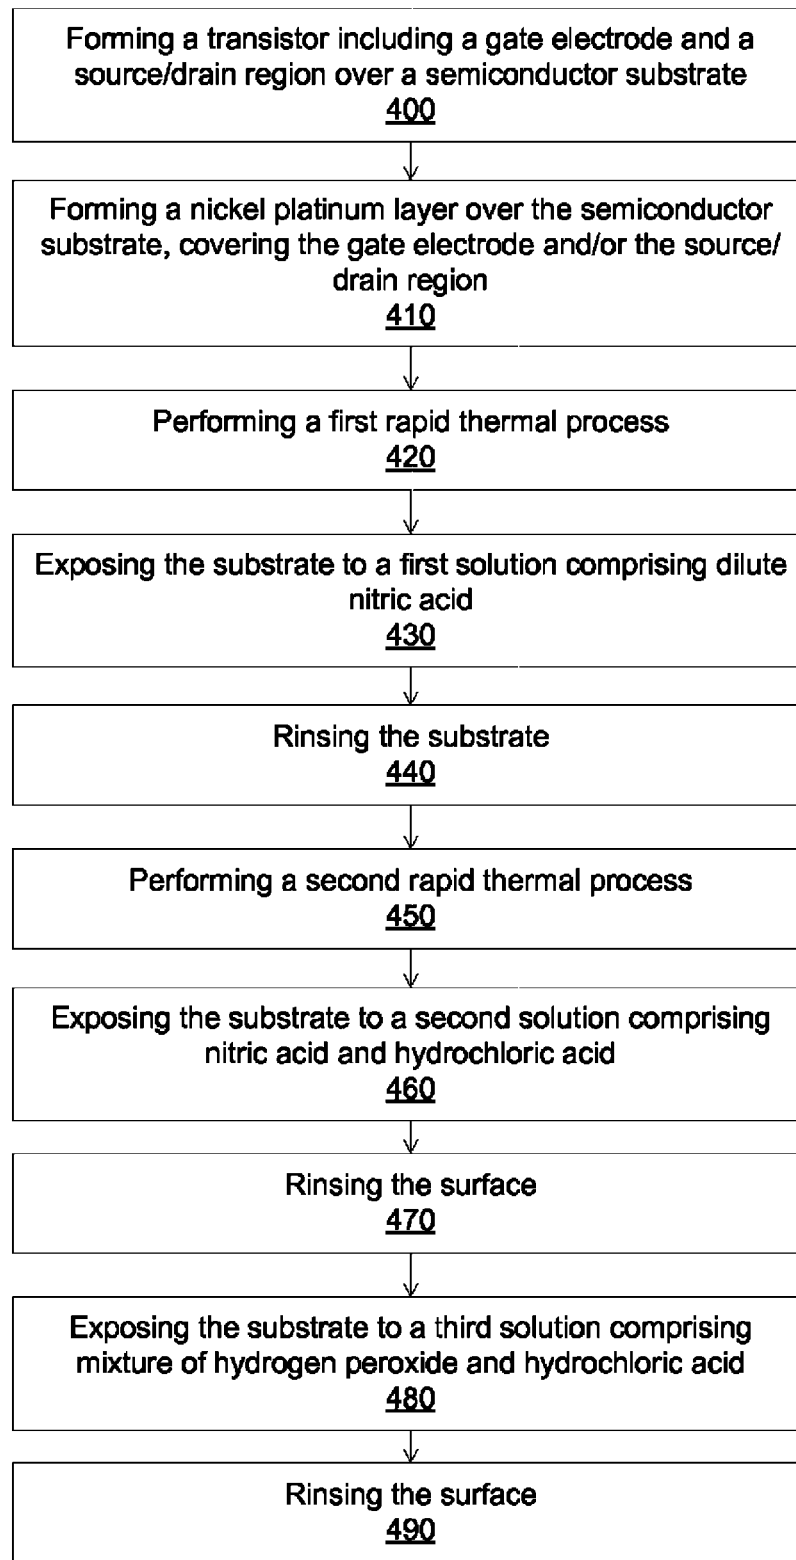 Forming a transistor including a gate electrode and a
source/drain region over a semiconductor substrate
400
Forming a nickel platinum layer over the semiconductor
substrate, covering the gate electrode and/or the source/
drain region
410
Performing a first rapid thermal process
420
Exposing the substrate to a first solution comprising dilute
nitric acid
430
Rinsing the substrate
440
Performing a second rapid thermal process
450
Exposing the substrate to a second solution comprising
nitric acid and hydrochloric acid
460
Rinsing the surface
470
Exposing the substrate to a third solution comprising
mixture of hydrogen peroxide and hydrochloric acid
480
Rinsing the surface
490